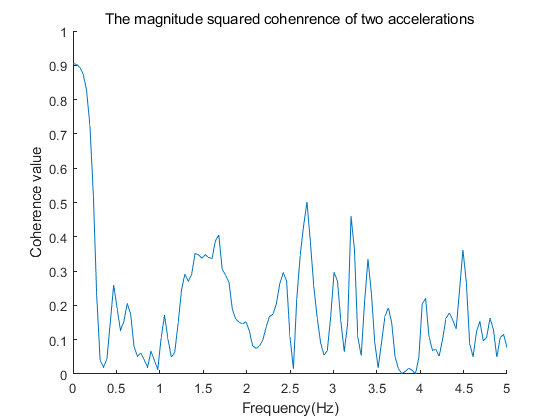 The magnitude squared cohenrence of two accelerations
1
0.9
0.8
0.7
0.6
0.5
0.4
0.3
0.2
0.1
0
Coherence value
0 0.5 1 1.5 2 2.5 3 3.5 4 4.5 5
Frequency(Hz)